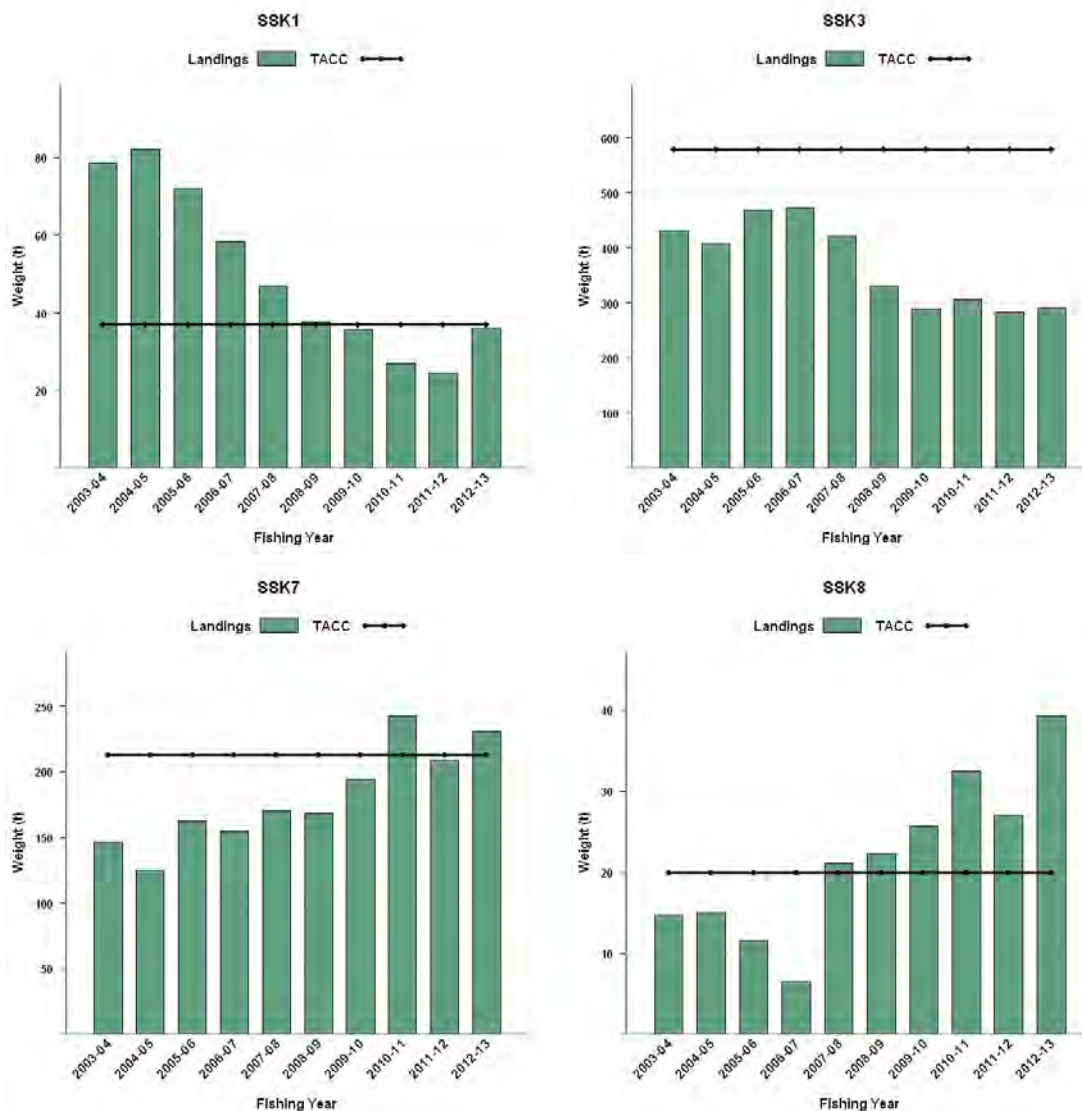 SSK1
Landings TACC
Weight (t)
80
60
40
20
2003-04 2004-05 2005-06 2006-07 2007-08 2008-09 2009-10 2010-11 2011-12 2012-13
Fishing Year
SSK3
Landings TACC
Weight (t)
600
500
400
300
200
100
2003-04 2004-05 2005-06 2006-07 2007-08 2008-09 2009-10 2010-11 2011-12 2012-13
Fishing Year
SSK7
Landings TACC
Weight (t)
250
200
150
100
50
2003-04 2004-05 2005-06 2006-07 2007-08 2008-09 2009-10 2010-11 2011-12 2012-13
Fishing Year
SSK8
Landings TACC
Weight (t)
40
30
20
10
2003-04 2004-05 2005-06 2006-07 2007-08 2008-09 2009-10 2010-11 2011-12 2012-13
Fishing Year